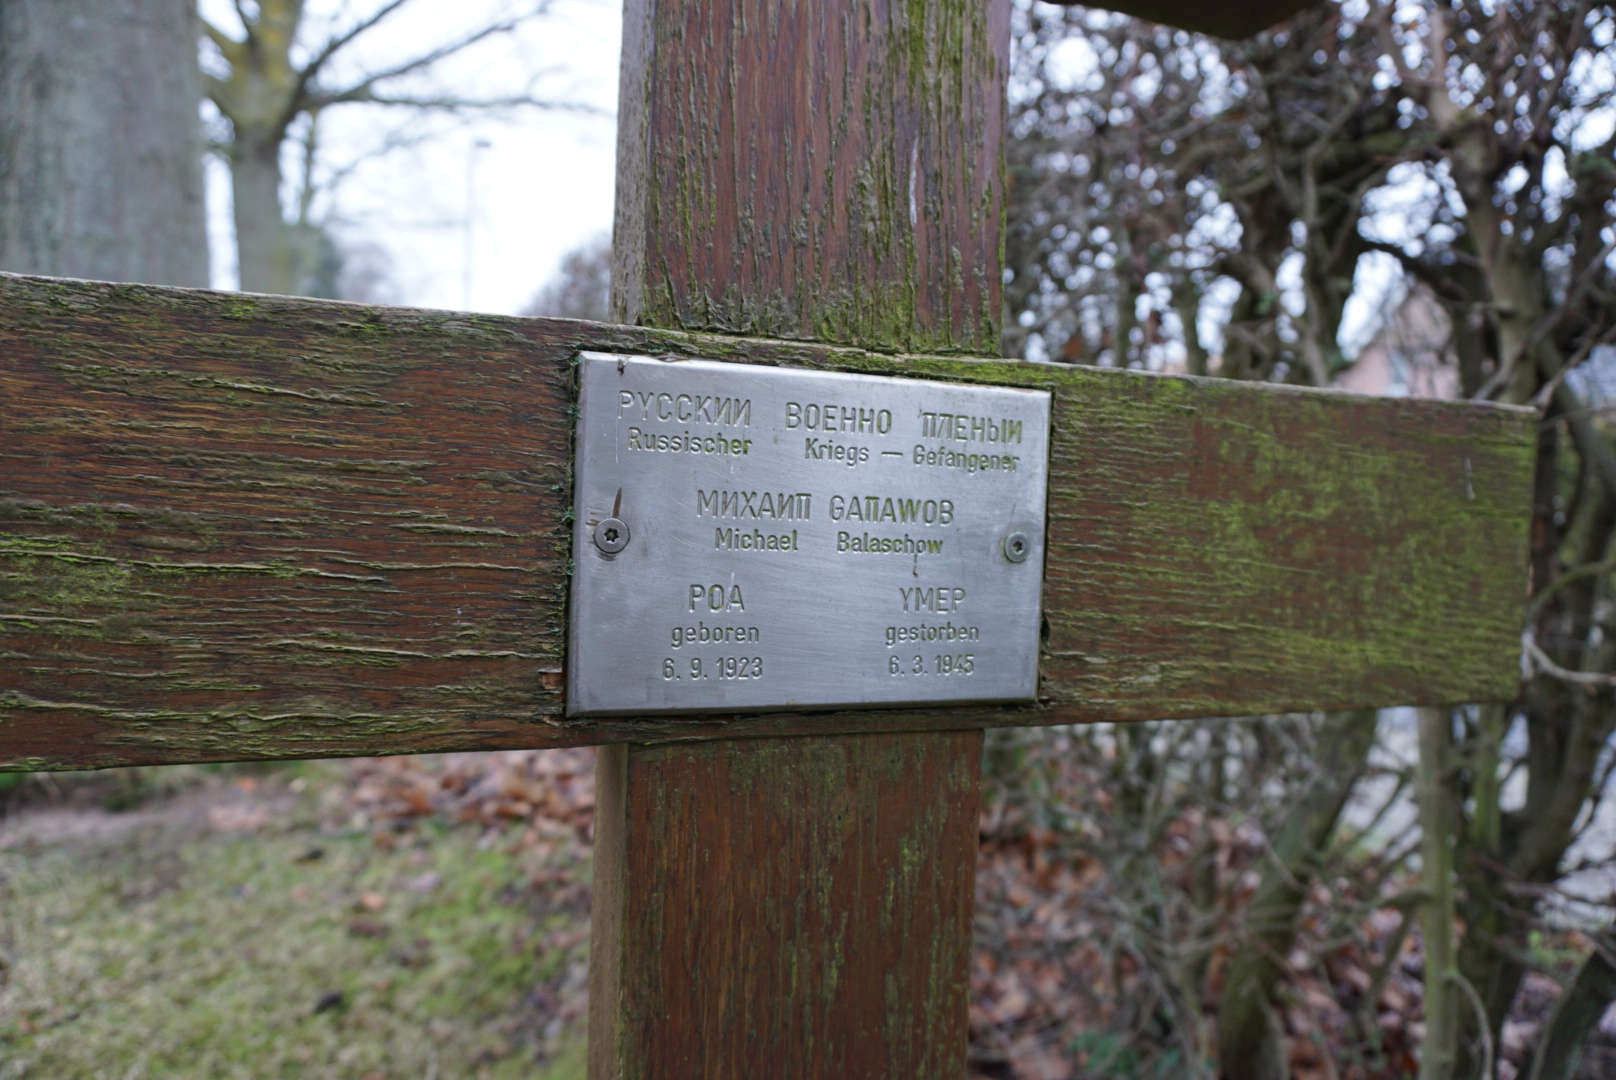 РУССКИИ ВОЕННО ПЛЕНЫИ
Russischer Kriegs — Gefangener
МИХАИП GАПАWОВ
Michael Balaschow
РОА УМЕР
geboren gestorben
6. 9. 1923 6. 3. 1945